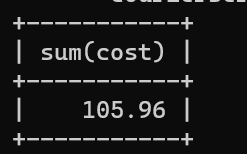 +-----------+
| sum(cost) |
+-----------+
|    105.96 |
+-----------+